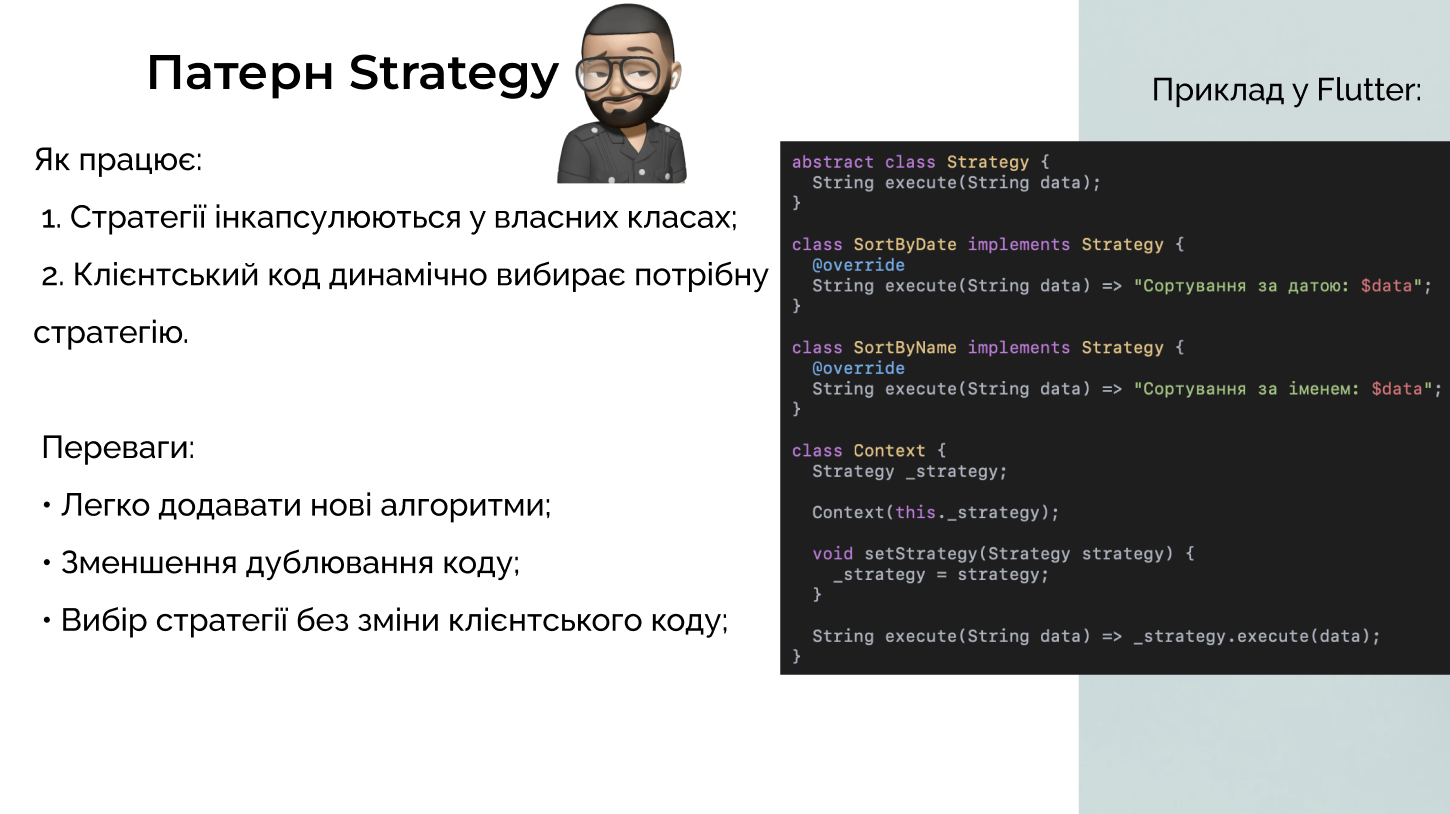 Патерн Strategy
Як працює:
1. Стратегії інкапсулюються у власних класах;
2. Клієнтський код динамічно вибирає потрібну
стратегію.
Переваги:
• Легко додавати нові алгоритми;
• Зменшення дублювання коду;
• Вибір стратегії без зміни клієнтського коду;
Приклад у Flutter:
abstract class Strategy {
  String execute(String data);
}
class SortByDate implements Strategy {
  @override
  String execute(String data) => "Сортування за датою: $data";
}
class SortByName implements Strategy {
  @override
  String execute(String data) => "Сортування за іменем: $data";
}
class Context {
  Strategy _strategy;
  Context(this._strategy);
  void setStrategy(Strategy strategy) {
    _strategy = strategy;
  }
  String execute(String data) => _strategy.execute(data);
}